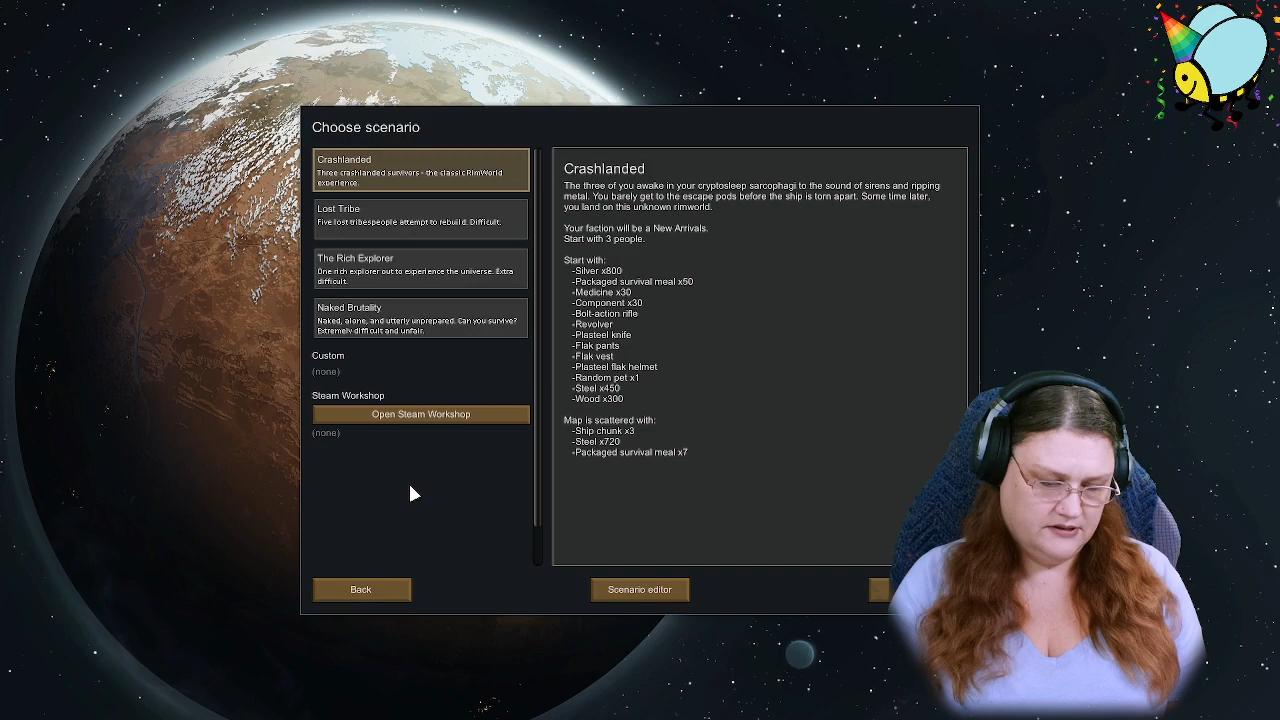 Choose scenario
Crashlanded
Three crashlanded survivors - the classic RimWorld
experience.
Lost Tribe
Five lost tribespeople attempt to rebuild. Difficult.
The Rich Explorer
One rich explorer out to experience the universe. Extra
difficult.
Naked Brutality
Naked, alone, and utterly unprepared. Can you survive?
Extremely difficult and unfair.
Custom
(none)
Steam Workshop
Open Steam Workshop
(none)
Crashlanded
The three of you awake in your cryptosleep sarcophagi to the sound of sirens and ripping
metal. You barely get to the escape pods before the ship is torn apart. Some time later,
you land on this unknown rimworld.
Your faction will be a New Arrivals.
Start with 3 people.
Start with:
-Silver x800
-Packaged survival meal x50
-Medicine x30
-Component x30
-Bolt-action rifle
-Revolver
-Plasteel knife
-Flak pants
-Flak vest
-Plasteel flak helmet
-Random pet x1
-Steel x450
-Wood x300
Map is scattered with:
-Ship chunk x3
-Steel x720
-Packaged survival meal x7
Back
Scenario editor